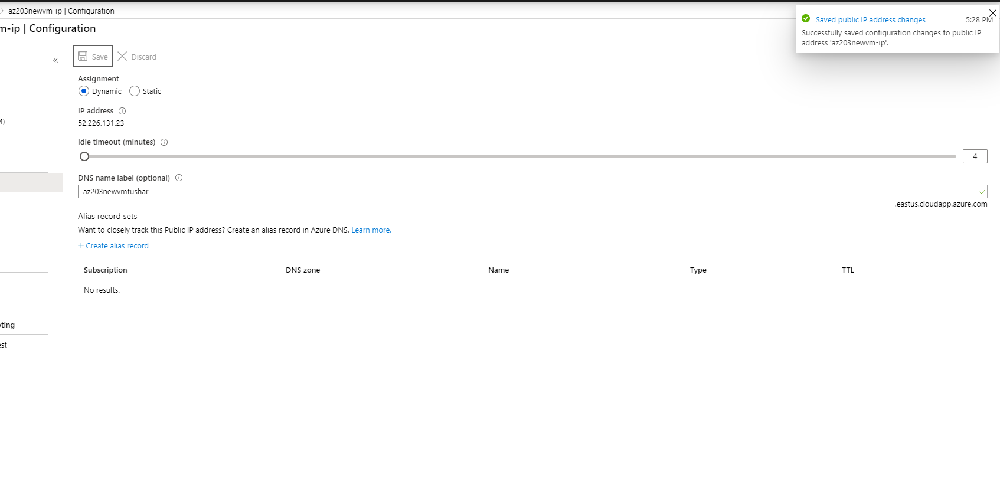 az203newvm-ip | Configuration
m-ip | Configuration
Saved public IP address changes
5:28 PM
Successfully saved configuration changes to public IP
address 'az203newvm-ip'.
Save
Discard
Assignment
Dynamic
Static
IP address
52.226.131.23
Idle timeout (minutes)
4
DNS name label (optional)
az203newvmtushar
.eastus.cloudapp.azure.com
Alias record sets
Want to closely track this Public IP address? Create an alias record in Azure DNS. Learn more.
+ Create alias record
Subscription DNS zone Name Type TTL
No results.
M)
ting
est